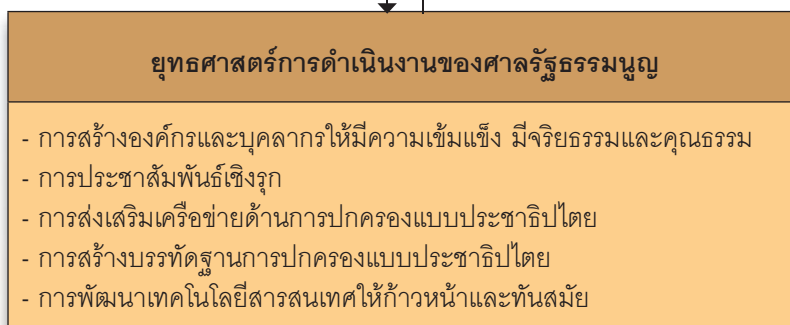 ยุทธศาสตร์การดำเนินงานของศาลรัฐธรรมนูญ
- การสร้างองค์กรและบุคลากรให้มีความเข้มแข็ง มีจริยธรรมและคุณธรรม
- การประชาสัมพันธ์เชิงรุก
- การส่งเสริมเครือข่ายด้านการปกครองแบบประชาธิปไตย
- การสร้างบรรทัดฐานการปกครองแบบประชาธิปไตย
- การพัฒนาเทคโนโลยีสารสนเทศให้ก้าวหน้าและทันสมัย